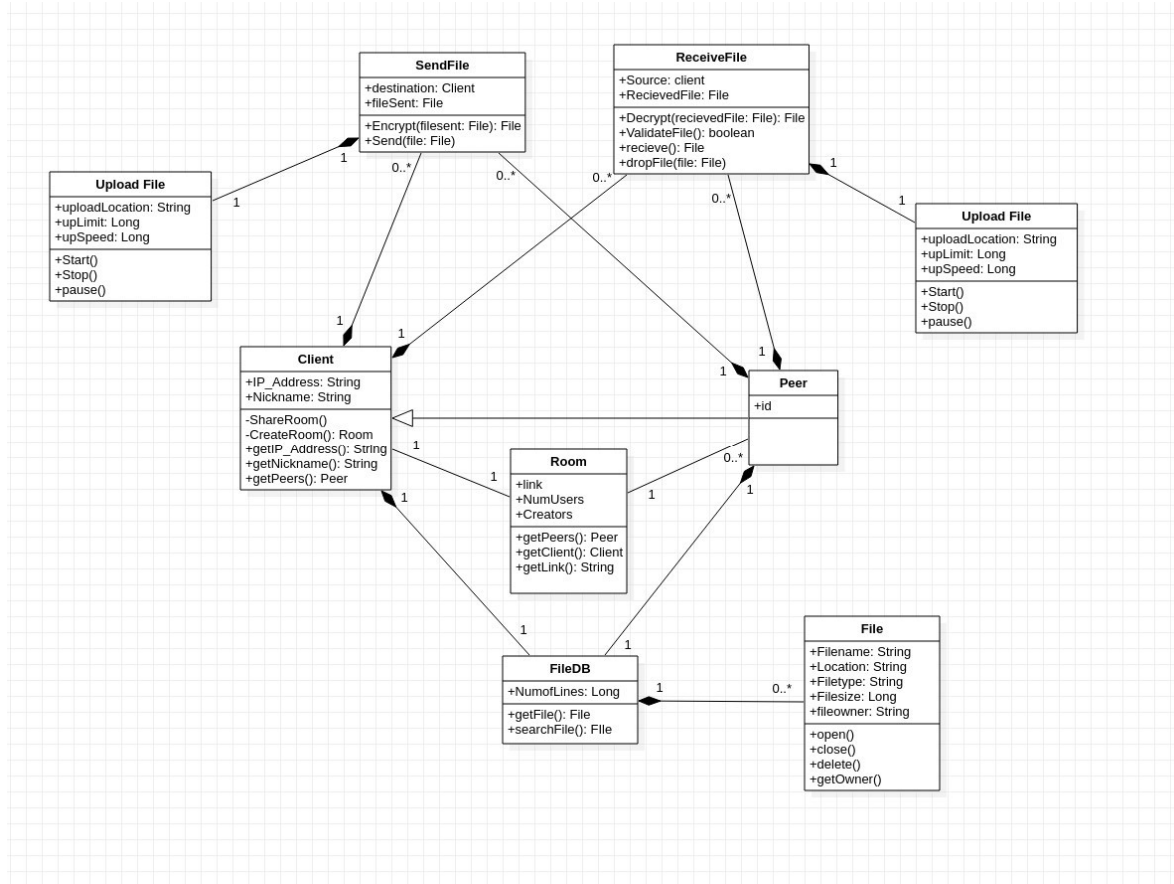 SendFile
+destination: Client
+fileSent: File
+Encrypt(filesent: File): File
+Send(file: File)
ReceiveFile
+Source: client
+RecievedFile: File
+Decrypt(recievedFile: File): File
+ValidateFile(): boolean
+recieve(): File
+dropFile(file: File)
1
1
0..*
0..*
0..*
0..*
1
1
Upload File
+uploadLocation: String
+upLimit: Long
+upSpeed: Long
+Start()
+Stop()
+pause()
Upload File
+uploadLocation: String
+upLimit: Long
+upSpeed: Long
+Start()
+Stop()
+pause()
1
1
1
1
Client
+IP_Address: String
+Nickname: String
-ShareRoom()
-CreateRoom(): Room
+getIP_Address(): String
+getNickname(): String
+getPeers(): Peer
Peer
+id
1
1
1
0..*
1
1
Room
+link
+NumUsers
+Creators
+getPeers(): Peer
+getClient(): Client
+getLink(): String
1
1
FileDB
+NumofLines: Long
+getFile(): File
+searchFile(): FIle
1
0..*
File
+Filename: String
+Location: String
+Filetype: String
+Filesize: Long
+fileowner: String
+open()
+close()
+delete()
+getOwner()